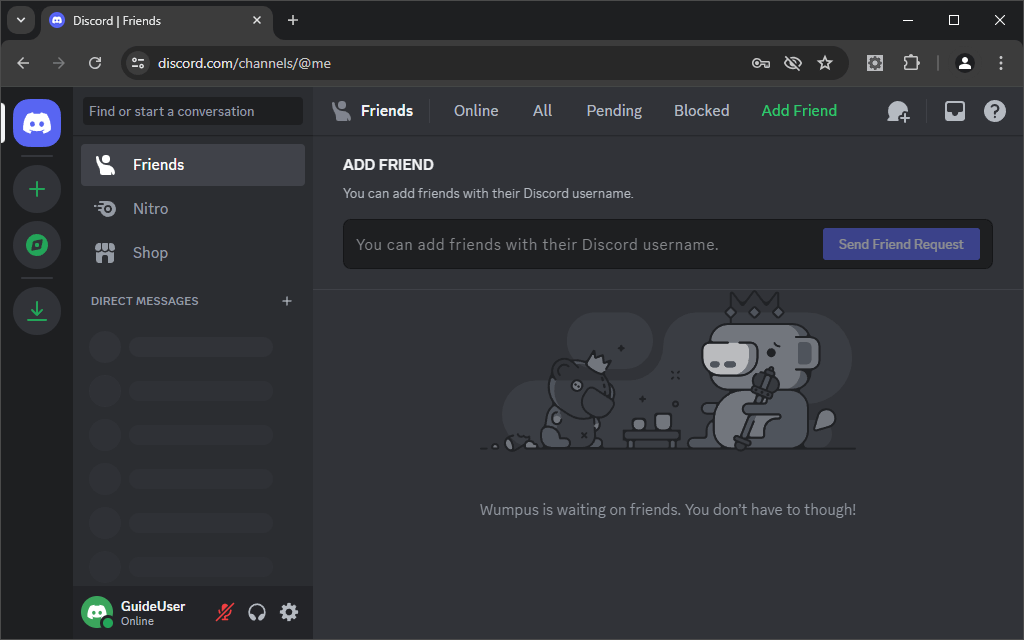 Discord | Friends
discord.com/channels/@me
Find or start a conversation
Friends
Online
All
Pending
Blocked
Add Friend
Friends
Nitro
Shop
DIRECT MESSAGES
ADD FRIEND
You can add friends with their Discord username.
You can add friends with their Discord username.
Send Friend Request
Wumpus is waiting on friends. You don't have to though!
GuideUser
Online